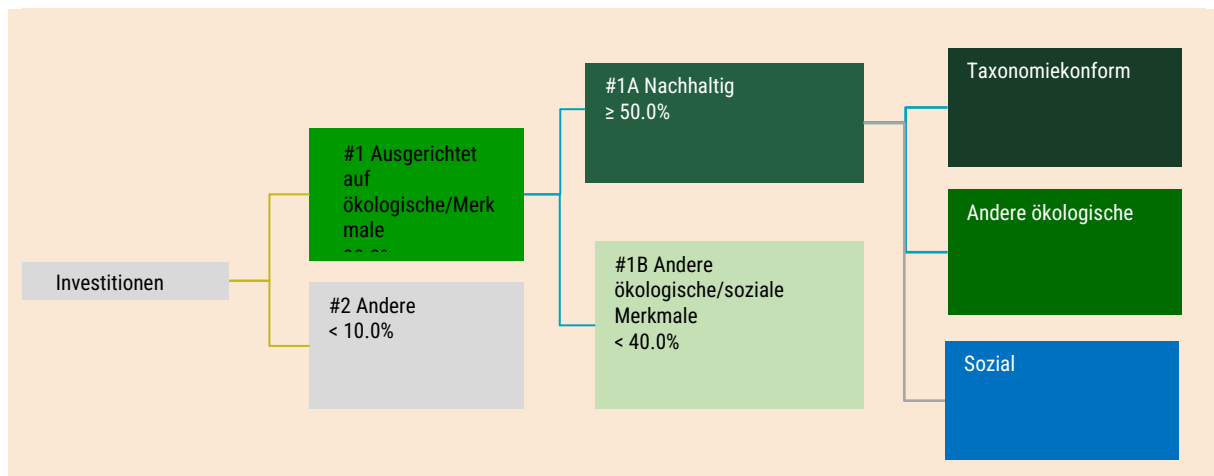 Investitionen
#1 Ausgerichtet
auf
ökologische/Merk
male
#2 Andere
< 10.0%
#1A Nachhaltig
≥ 50.0%
#1B Andere
ökologische/soziale
Merkmale
< 40.0%
Taxonomiekonform
Andere ökologische
Sozial